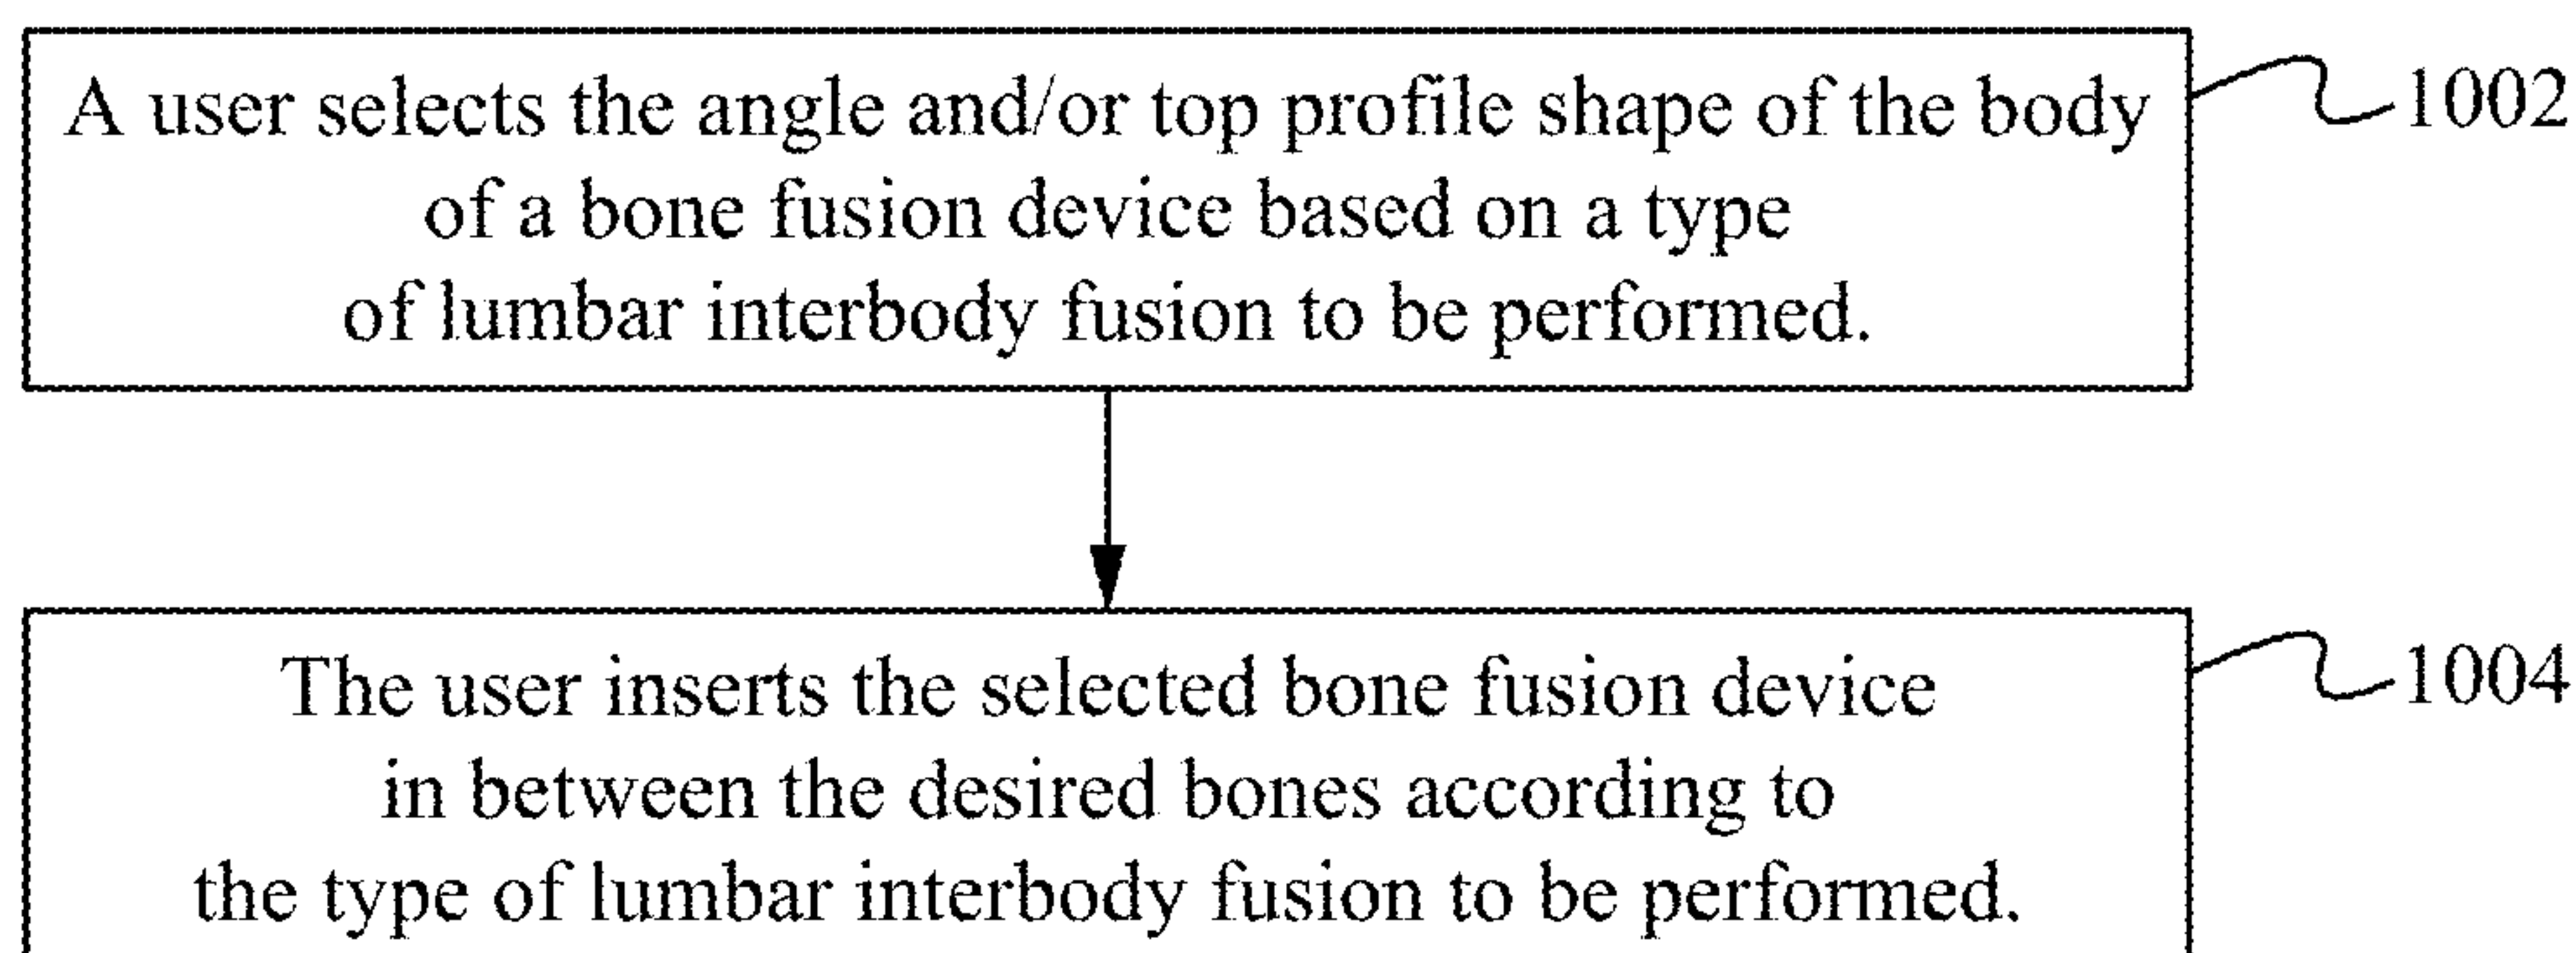 A user selects the angle and/or top profile shape of the body
1002
of a bone fusion device based on a type
of lumbar interbody fusion to be performed.
The user inserts the selected bone fusion device
1004
in between the desired bones according to
the type of lumbar interbody fusion to be performed.